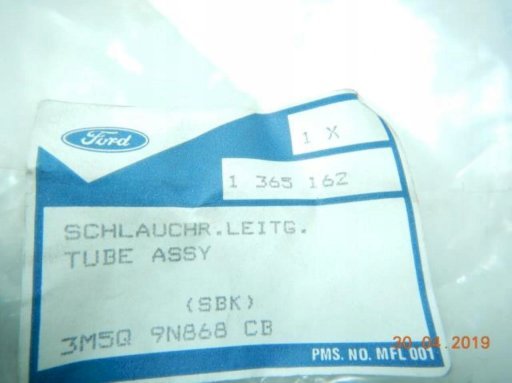 Ford
1 X
1 365 162
SCHLAUCHR.LEITG.
TUBE ASSY
(SBK)
3M5Q 9N868 CB
30.04.2019
PMS. NO. MFL 001